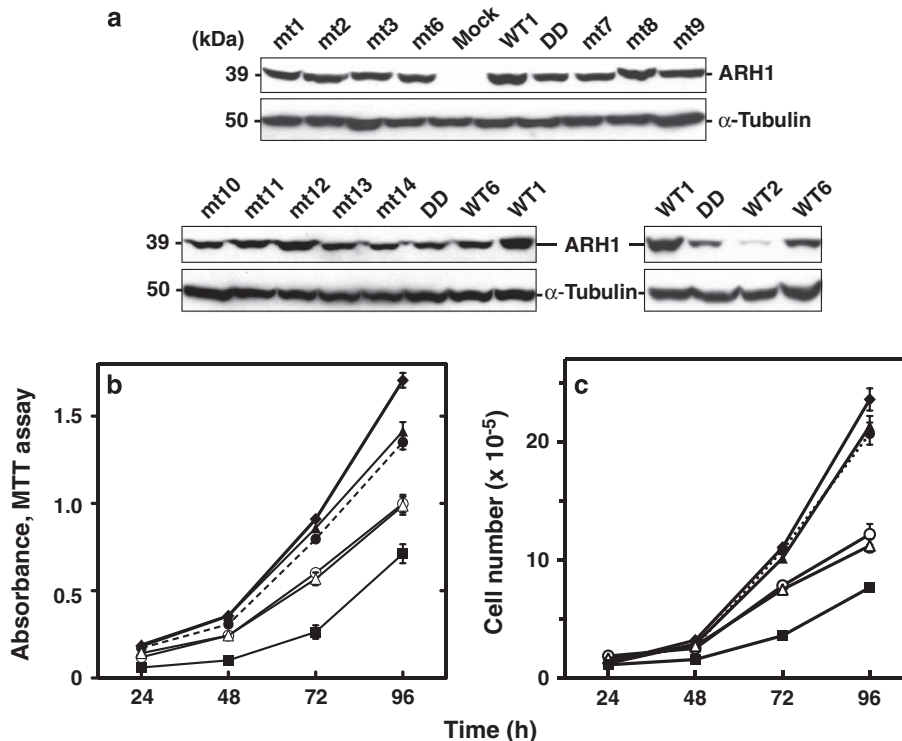 a
(kDa) mt1 mt2 mt3 mt6 Mock WT1 DD mt7 mt8 mt9
39 ARH1
50 α-Tubulin
mt10 mt11 mt12 mt13 mt14 DD WT6 WT1 WT1 DD WT2 WT6
39 ARH1
50 α-Tubulin
b
Absorbance, MTT assay
1.5
1.0
0.5
0
24 48 72 96
c
Cell number (x 10-5)
20
10
0
24 48 72 96
Time (h)